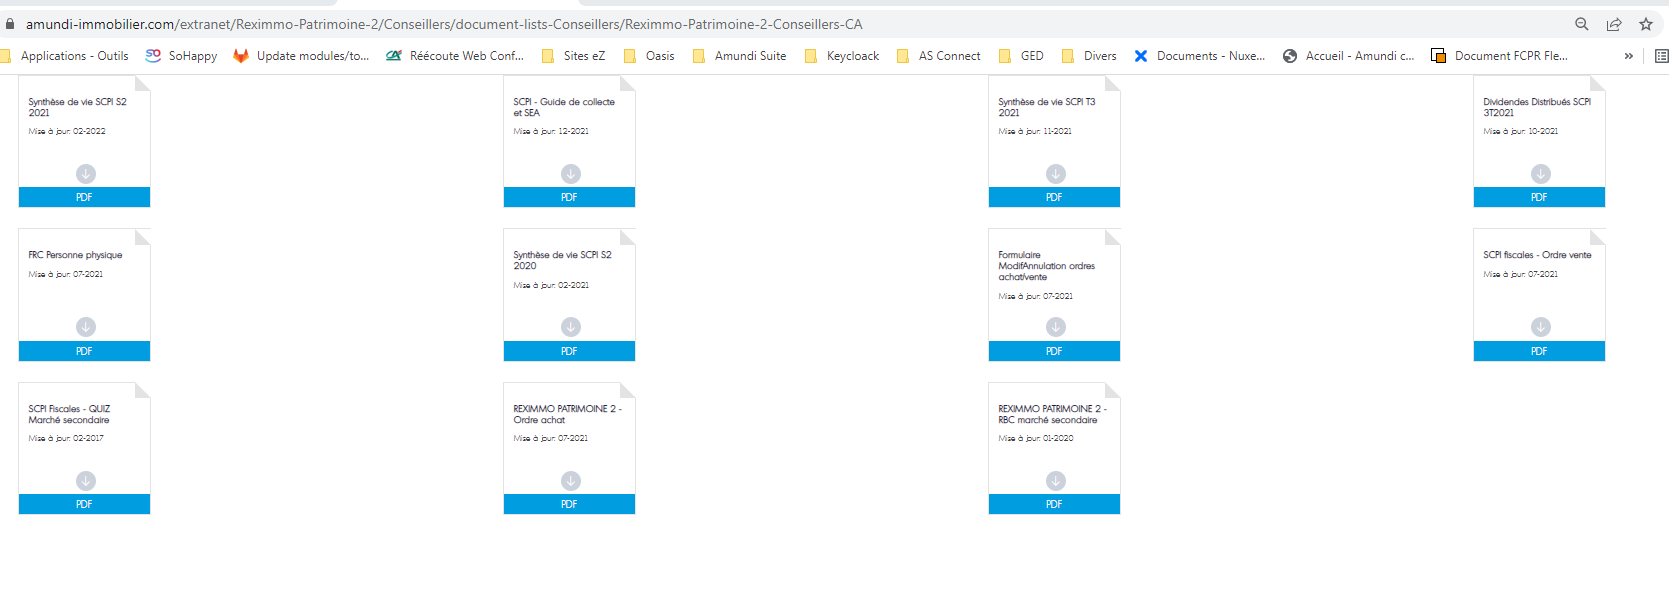 amundi-immobilier.com/extranet/Reximmo-Patrimoine-2/Conseillers/document-lists-Conseillers/Reximmo-Patrimoine-2-Conseillers-CA
Applications - Outils SoHappy Update modules/to... Réécoute Web Conf... Sites eZ Oasis Amundi Suite Keycloack AS Connect GED Divers Documents - Nuxe... Accueil - Amundi c... Document FCPR Fle... »
Synthèse de vie SCPI S2
2021
Mise à jour: 02-2022
PDF
SCPI - Guide de collecte
et SEA
Mise à jour: 12-2021
PDF
Synthèse de vie SCPI T3
2021
Mise à jour: 11-2021
PDF
Dividendes Distribués SCPI
3T2021
Mise à jour: 10-2021
PDF
FRC Personne physique
Mise à jour: 07-2021
PDF
Synthèse de vie SCPI S2
2020
Mise à jour: 02-2021
PDF
Formulaire
ModifAnnulation ordres
achat/vente
Mise à jour: 07-2021
PDF
SCPI fiscales - Ordre vente
Mise à jour: 07-2021
PDF
SCPI Fiscales - QUIZ
Marché secondaire
Mise à jour: 02-2017
PDF
REXIMMO PATRIMOINE 2 -
Ordre achat
Mise à jour: 07-2021
PDF
REXIMMO PATRIMOINE 2 -
RBC marché secondaire
Mise à jour: 01-2020
PDF